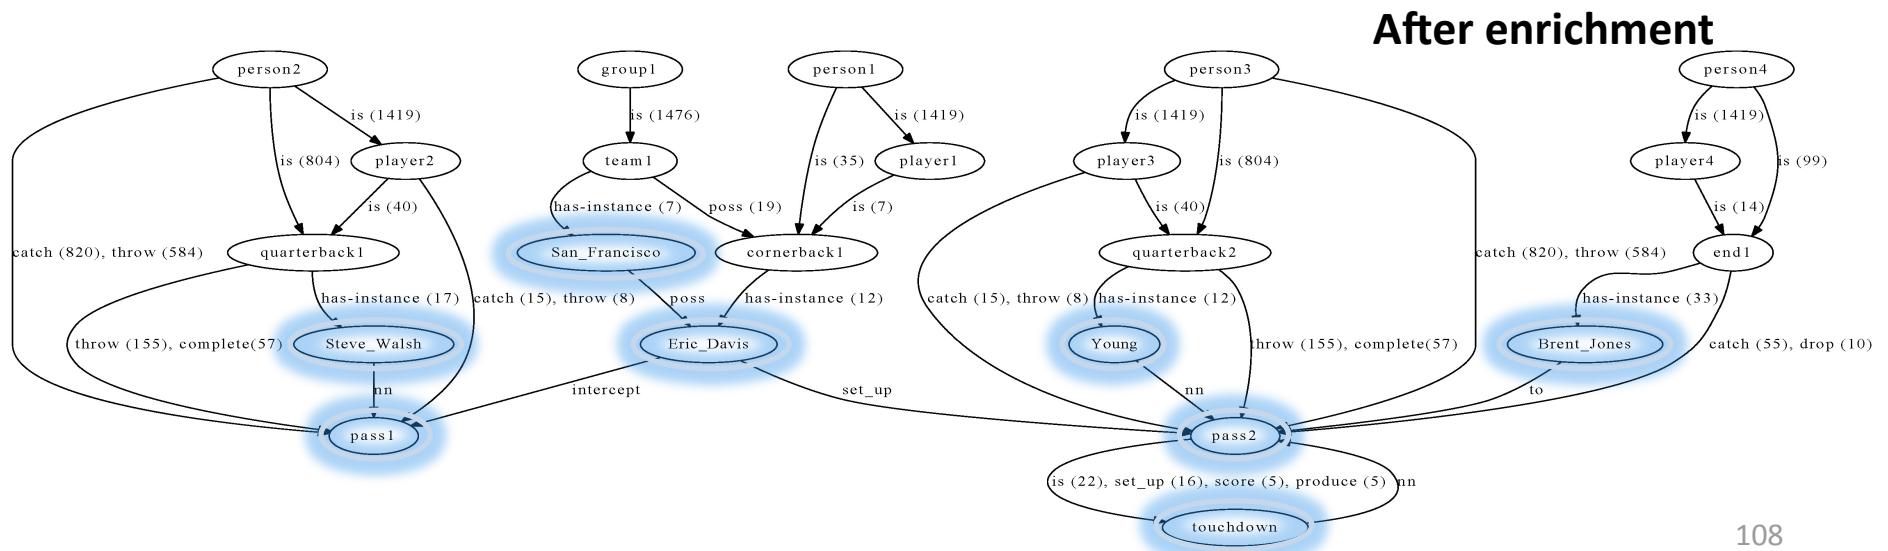 After enrichment
person2 group1 person1 person3 person4
is (1419) is (1476) is (1419) is (1419) is (1419)
is (804) player2 team1 is (35) player1 player3 is (804) player4 is (99)
is (40) has-instance (7) poss (19) is (7) is (40) is (14)
catch (820), throw (584) quarterback1 San_Francisco cornerback1 quarterback2 catch (820), throw (584) end1
has-instance (17) catch (15), throw (8) poss has-instance (12) catch (15), throw (8) has-instance (12) has-instance (33)
throw (155), complete(57) Steve_Walsh Eric_Davis Young throw (155), complete(57) Brent_Jones catch (55), drop (10)
nn intercept set_up nn to
pass1 pass2
is (22), set_up (16), score (5), produce (5) nn
touchdown
108